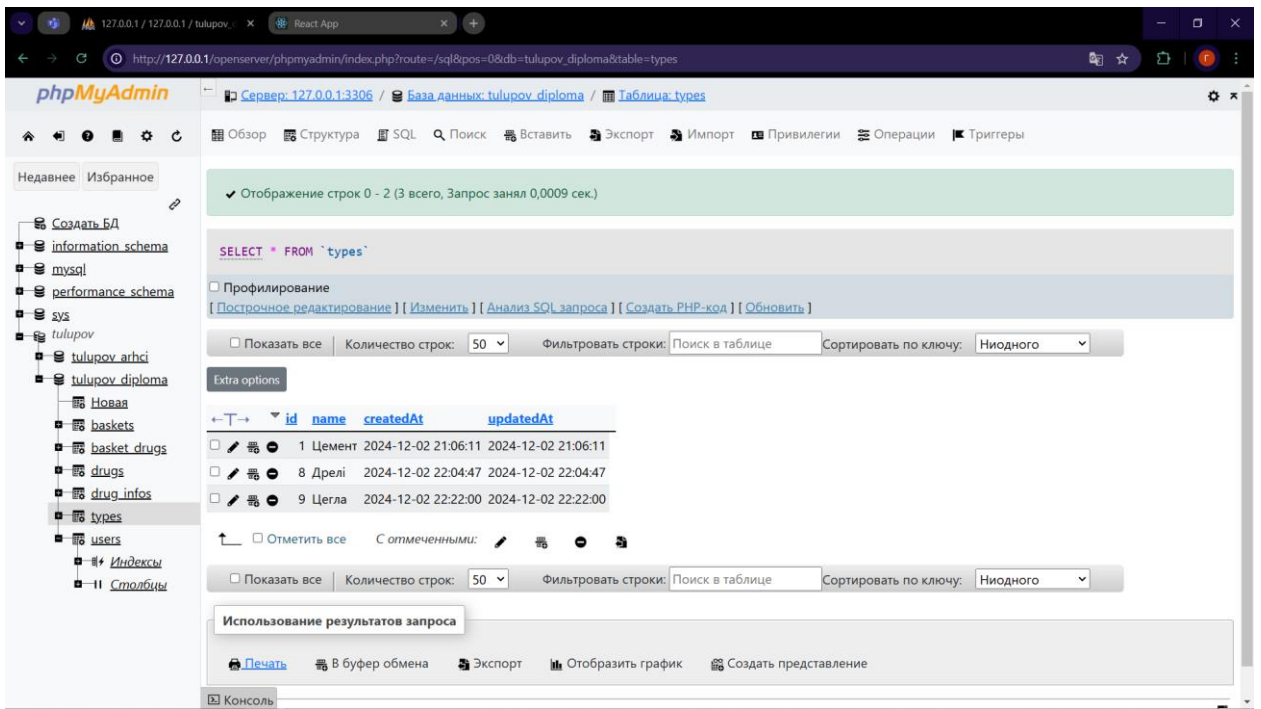 127.0.0.1 / 127.0.0.1 / tulupov_d
React App
http://127.0.0.1/openserver/phpmyadmin/index.php?route=/sql&pos=0&db=tulupov_diploma&table=types
Г
phpMyAdmin
Сервер: 127.0.0.1:3306 / База данных: tulupov_diploma / Таблица: types
Обзор Структура SQL Поиск Вставить Экспорт Импорт Привилегии Операции Триггеры
Недавнее Избранное
Создать БД
information_schema
mysql
performance_schema
sys
tulupov
tulupov_arhci
tulupov_diploma
Новая
baskets
basket_drugs
drugs
drug_infos
types
users
Индексы
Столбцы
Отображение строк 0 - 2 (3 всего, Запрос занял 0,0009 сек.)
SELECT * FROM `types`
Профилирование
[ Построчное редактирование ] [ Изменить ] [ Анализ SQL запроса ] [ Создать PHP-код ] [ Обновить ]
Показать все | Количество строк: 50 Фильтровать строки: Поиск в таблице Сортировать по ключу: Ниодного
Extra options
←T→ id name createdAt updatedAt
1 Цемент 2024-12-02 21:06:11 2024-12-02 21:06:11
8 Дрелі 2024-12-02 22:04:47 2024-12-02 22:04:47
9 Цегла 2024-12-02 22:22:00 2024-12-02 22:22:00
Отметить все С отмеченными:
Показать все | Количество строк: 50 Фильтровать строки: Поиск в таблице Сортировать по ключу: Ниодного
Использование результатов запроса
Печать В буфер обмена Экспорт Отобразить график Создать представление
Консоль